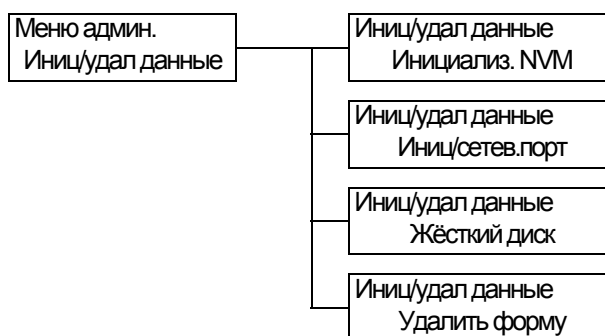 Меню админ.
Иниц/удал данные
Иниц/удал данные
Инициализ. NVM
Иниц/удал данные
Иниц/сетев.порт
Иниц/удал данные
Жёсткий диск
Иниц/удал данные
Удалить форму